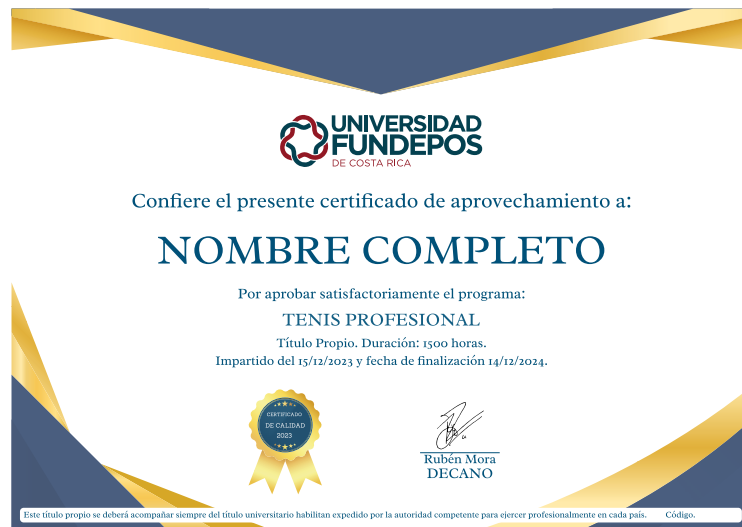 UNIVERSIDAD
FUNDEPOS
DE COSTA RICA
Confiere el presente certificado de aprovechamiento a:
NOMBRE COMPLETO
Por aprobar satisfactoriamente el programa:
TENIS PROFESIONAL
Título Propio. Duración: 1500 horas.
Impartido del 15/12/2023 y fecha de finalización 14/12/2024.
CERTIFICADO
DE CALIDAD
2023
Rubén Mora
DECANO
Este título propio se deberá acompañar siempre del título universitario habilitan expedido por la autoridad competente para ejercer profesionalmente en cada país. Código.